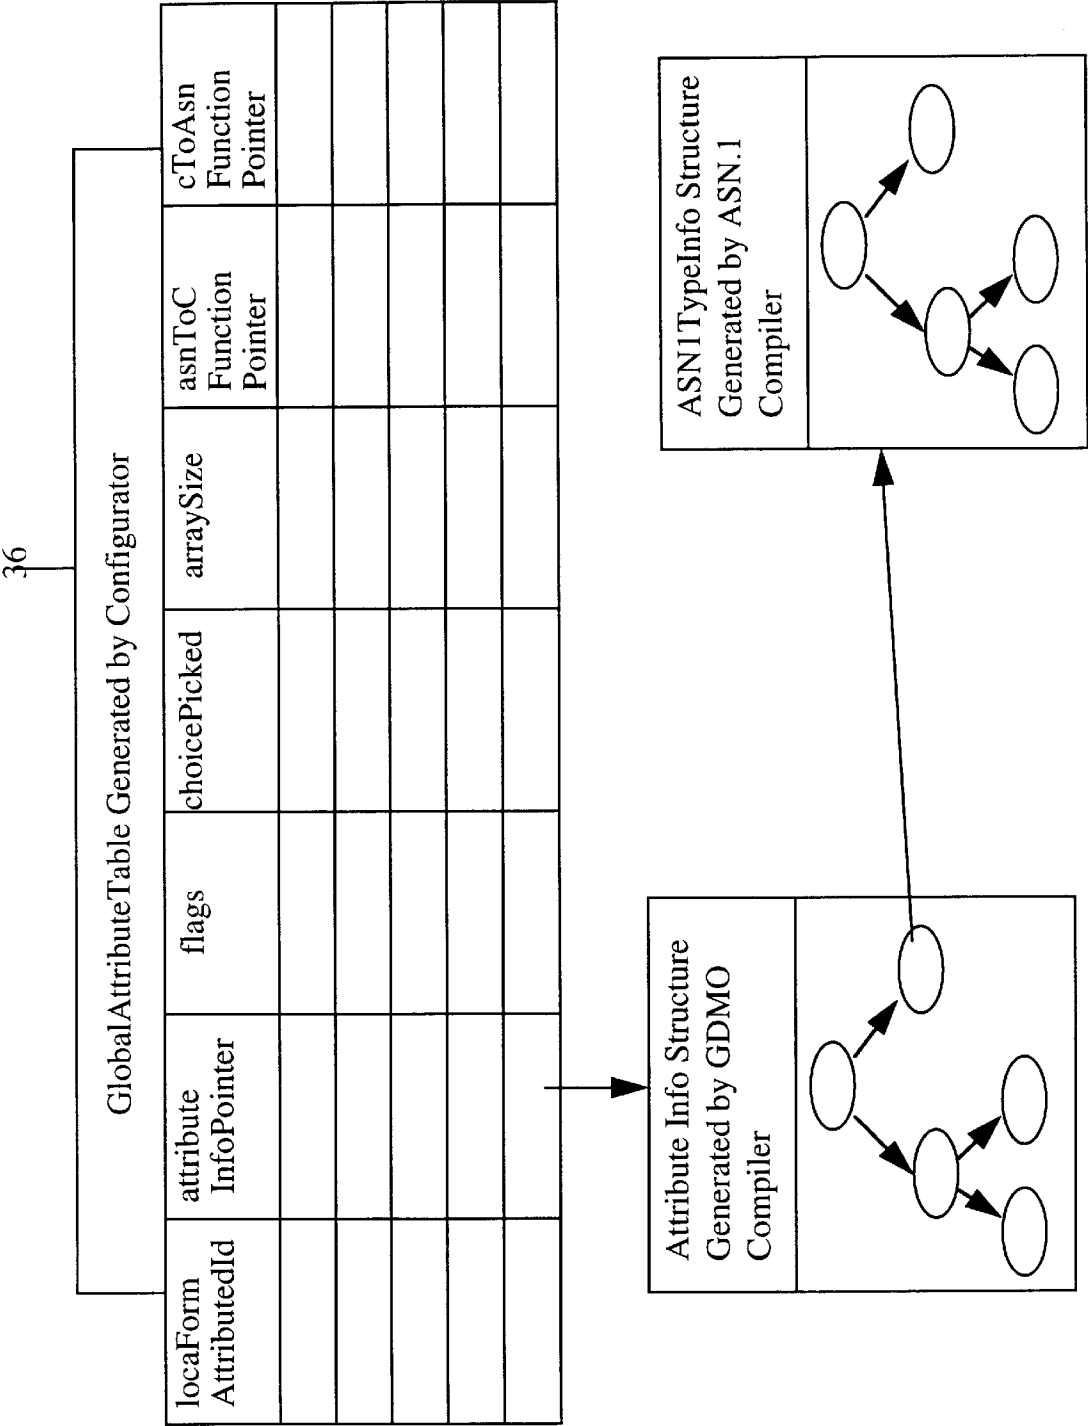 36
GlobalAttributeTable Generated by Configurator
locaForm
AttributedId
attribute
InfoPointer
flags
choicePicked
arraySize
asnToC
Function
Pointer
cToAsn
Function
Pointer
Attribute Info Structure
Generated by GDMO
Compiler
ASN1TypeInfo Structure
Generated by ASN.1
Compiler